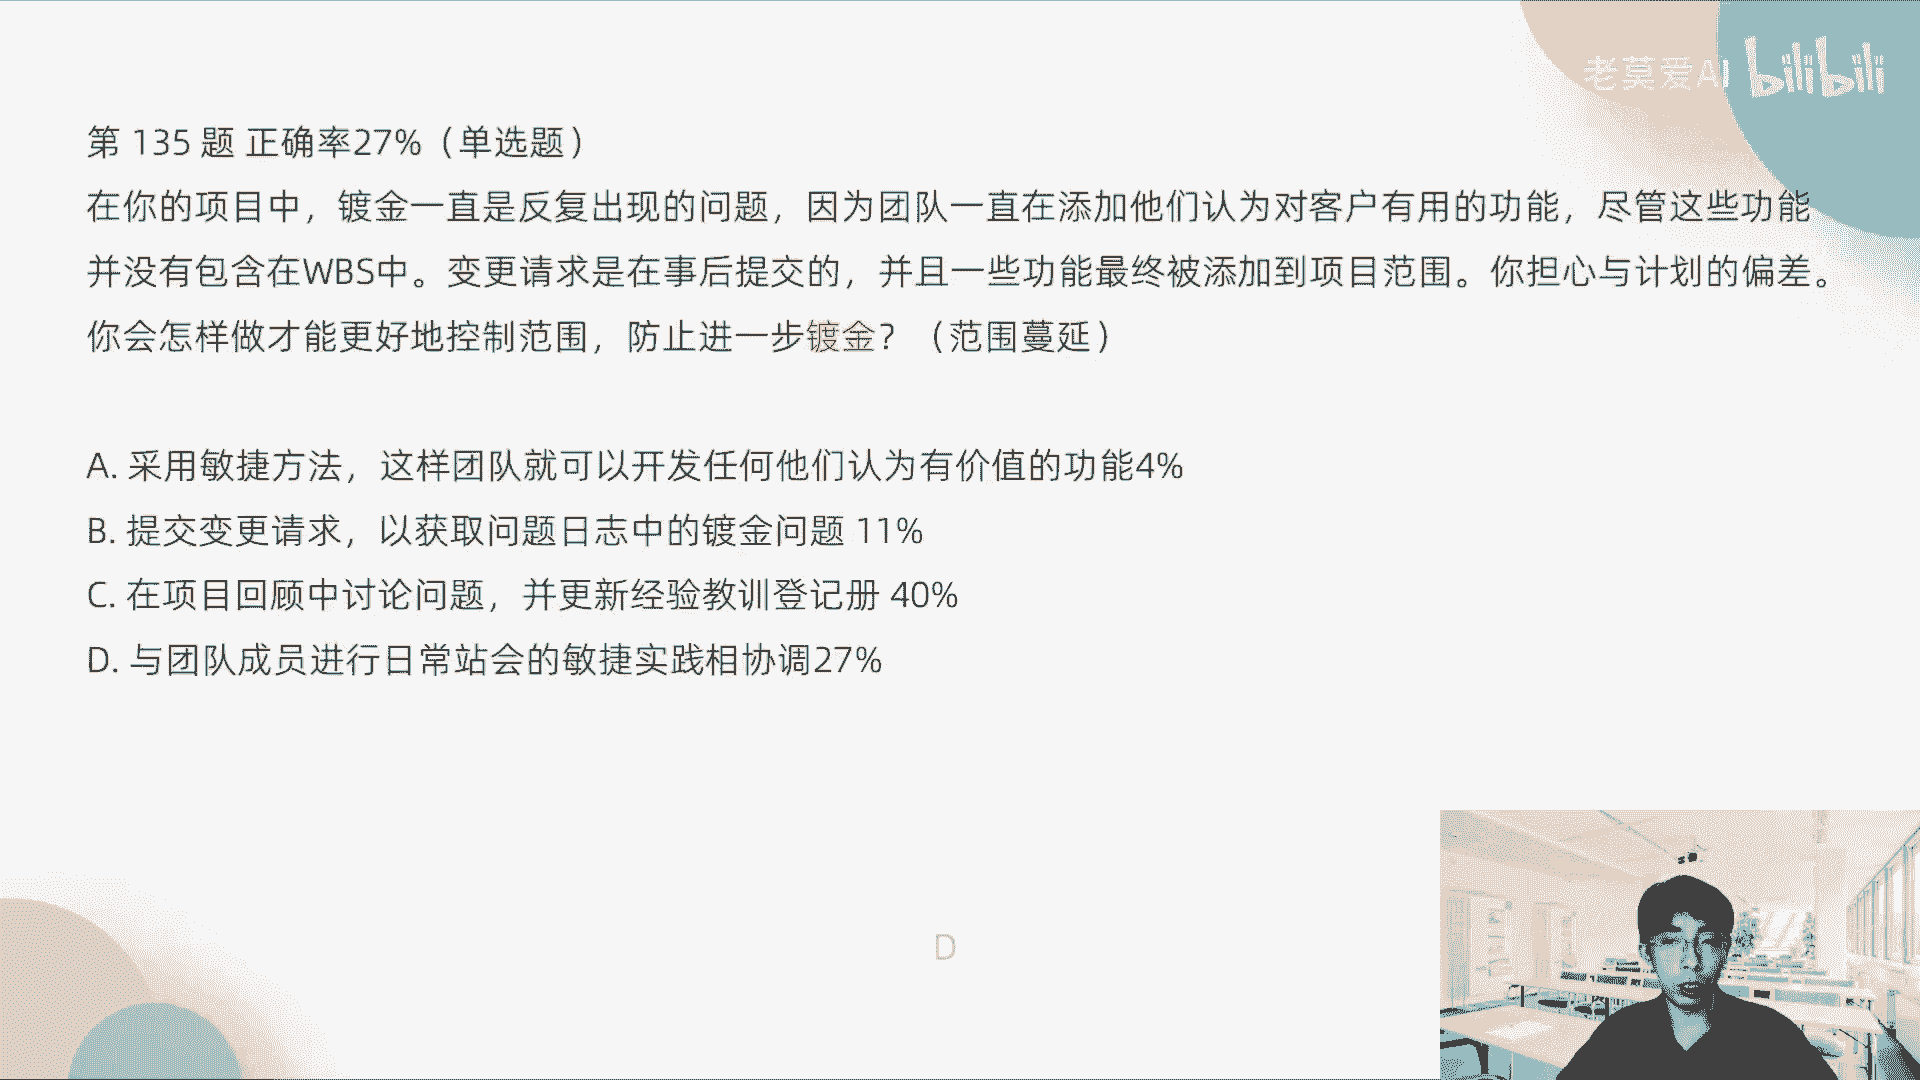 老莫爱AI bilibili
第 135 题 正确率27%（单选题）
在你的项目中，镀金一直是反复出现的问题，因为团队一直在添加他们认为对客户有用的功能，尽管这些功能
并没有包含在WBS中。变更请求是在事后提交的，并且一些功能最终被添加到项目范围。你担心与计划的偏差。
你会怎样做才能更好地控制范围，防止进一步镀金？（范围蔓延）
A. 采用敏捷方法，这样团队就可以开发任何他们认为有价值的功能4%
B. 提交变更请求，以获取问题日志中的镀金问题 11%
C. 在项目回顾中讨论问题，并更新经验教训登记册 40%
D. 与团队成员进行日常站会的敏捷实践相协调27%
D